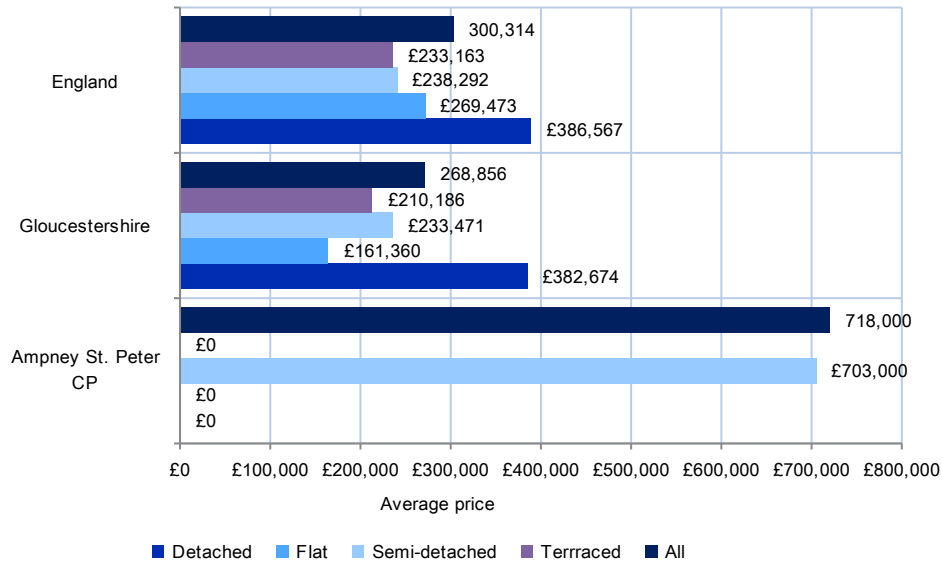 England
300,314
£233,163
£238,292
£269,473
£386,567
Gloucestershire
268,856
£210,186
£233,471
£161,360
£382,674
Ampney St. Peter
CP
718,000
£0
£703,000
£0
£0
£0 £100,000 £200,000 £300,000 £400,000 £500,000 £600,000 £700,000 £800,000
Average price
Detached Flat Semi-detached Terrraced All